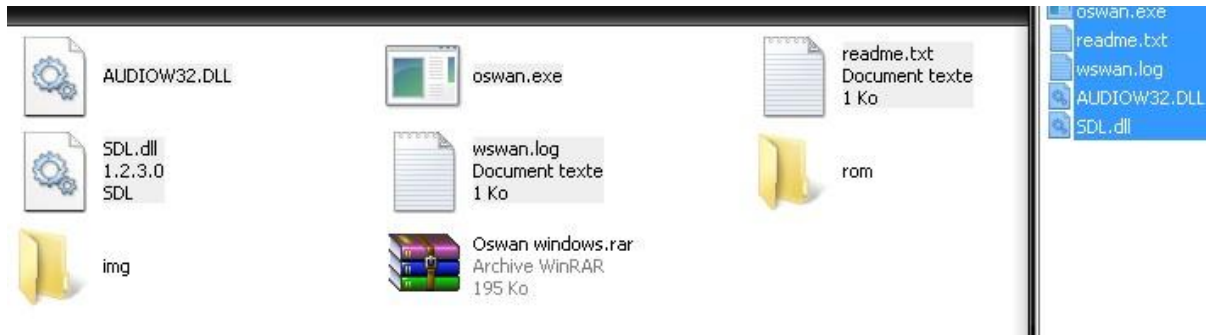 AUDIOW32.DLL
oswan.exe
readme.txt
Document texte
1 Ko
SDL.dll
1.2.3.0
SDL
wswan.log
Document texte
1 Ko
rom
img
Oswan windows.rar
Archive WinRAR
195 Ko
oswan.exe
readme.txt
wswan.log
AUDIOW32.DLL
SDL.dll